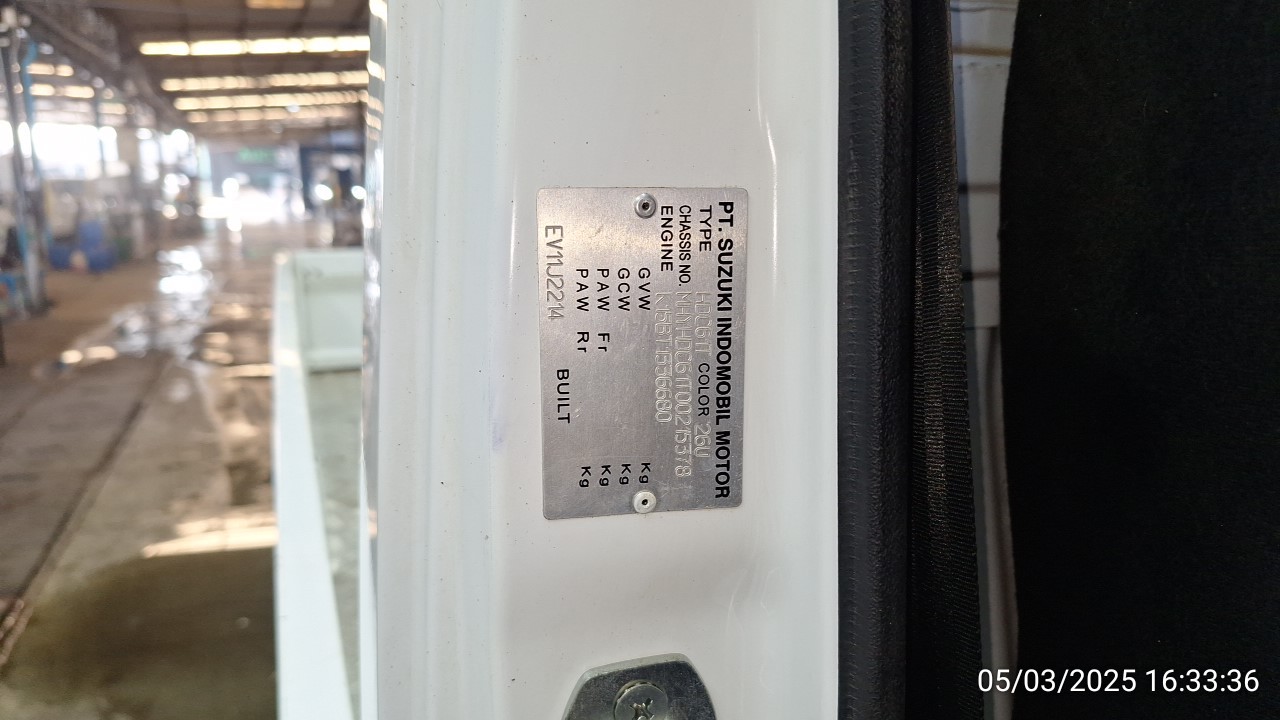 PT. SUZUKI INDOMOBIL MOTOR
TYPE HDC61T COLOR 26U
CHASSIS NO.
ENGINE K15BT1536680
GVW Kg
GCW Kg
PAW Fr Kg
PAW Rr Kg
BUILT
EV11J2214
05/03/2025 16:33:36